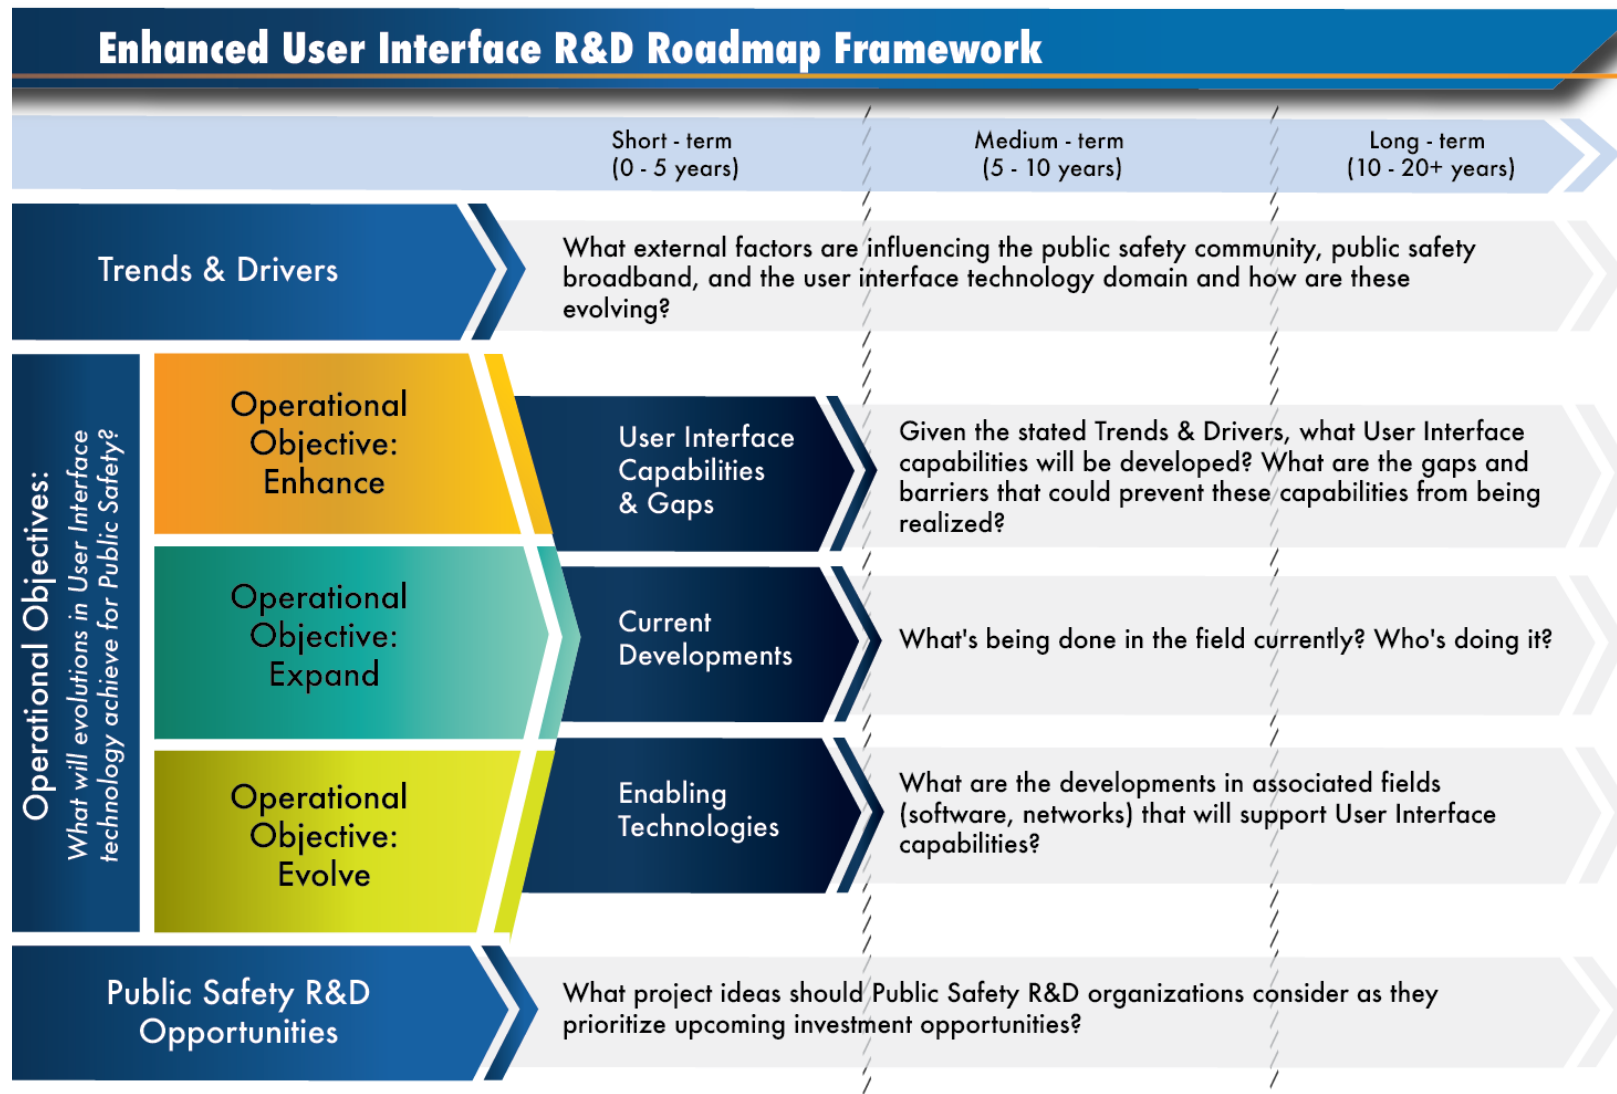 Enhanced User Interface R&D Roadmap Framework
Short - term
(0 - 5 years)
Medium - term
(5 - 10 years)
Long - term
(10 - 20+ years)
Trends & Drivers
What external factors are influencing the public safety community, public safety
broadband, and the user interface technology domain and how are these
evolving?
Operational Objectives:
What will evolutions in User Interface
technology achieve for Public Safety?
Operational
Objective:
Enhance
Operational
Objective:
Expand
Operational
Objective:
Evolve
User Interface
Capabilities
& Gaps
Given the stated Trends & Drivers, what User Interface
capabilities will be developed? What are the gaps and
barriers that could prevent these capabilities from being
realized?
Current
Developments
What's being done in the field currently? Who's doing it?
Enabling
Technologies
What are the developments in associated fields
(software, networks) that will support User Interface
capabilities?
Public Safety R&D
Opportunities
What project ideas should Public Safety R&D organizations consider as they
prioritize upcoming investment opportunities?